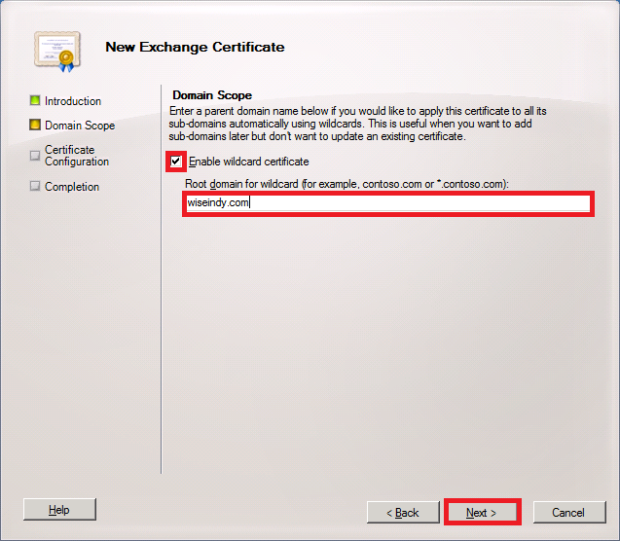 New Exchange Certificate
Introduction
Domain Scope
Certificate
Configuration
Completion
Domain Scope
Enter a parent domain name below if you would like to apply this certificate to all its
sub-domains automatically using wildcards. This is useful when you want to add
sub-domains later but don't want to update an existing certificate.
Enable wildcard certificate
Root domain for wildcard (for example, contoso.com or *.contoso.com):
wiseindy.com
Help
< Back
Next >
Cancel